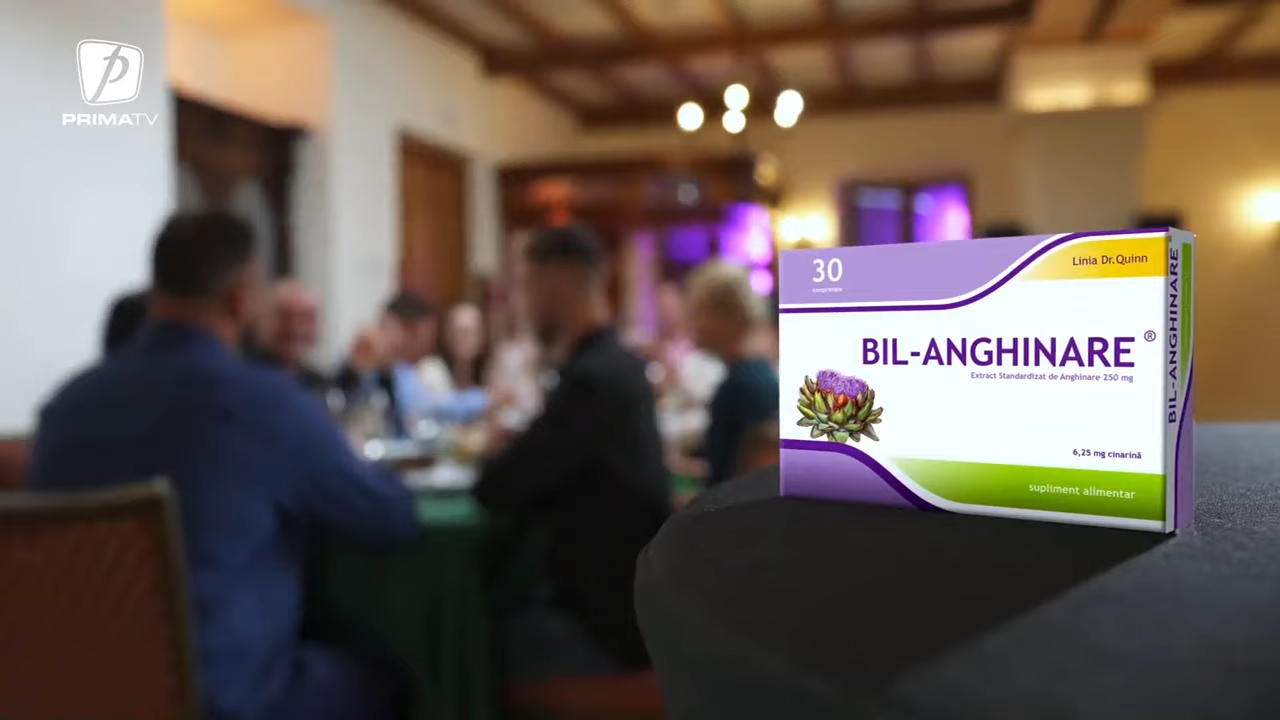 PRIMATV
30
comprimate
Linia Dr.Quinn
BIL-ANGHINARE®
Extract Standardizat de Anghinare 250 mg
6,25 mg cinarină
supliment alimentar
BIL-ANGHINARE